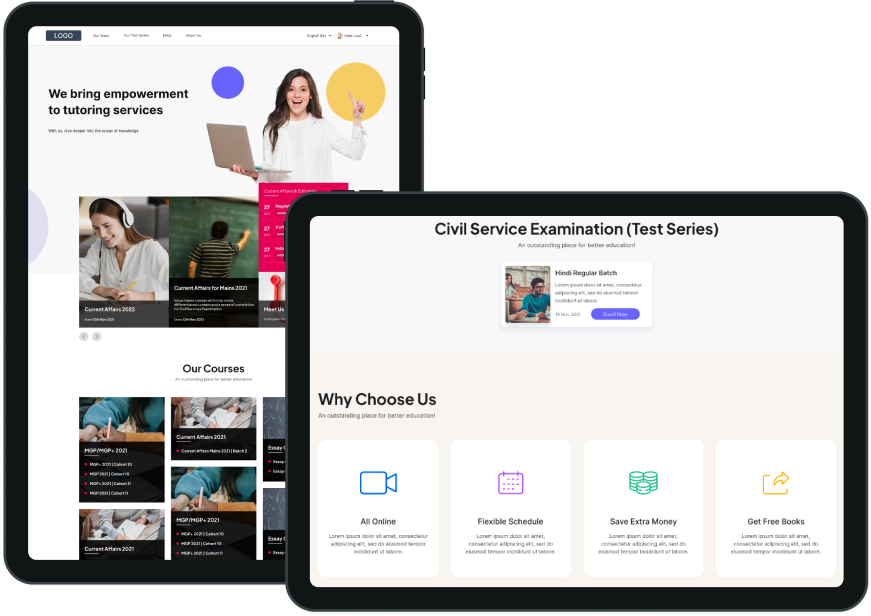 LOGO
Our Team
Our Test Series
FAQs
About Us
English (En)
Hello, user
We bring empowerment
to tutoring services
With us, dive deeper into the ocean of knowledge
Current Affairs & Editorials
27
27
27
Current Affairs 2022
Start: 12th Nov 2021
Current Affairs for Mains 2021
Start: 12th Nov 2021
Meet Us
Our Courses
An outstanding place for better education!
MGP/MGP+ 2021
MGP+ 2021 | Cohort 10
MGP 2021 | Cohort 10
MGP+ 2021 | Cohort 11
MGP 2021 | Cohort 11
Current Affairs 2021
Current Affairs 2021
Current Affairs Mains 2021 | Batch 2
MGP/MGP+ 2021
MGP+ 2021 | Cohort 10
MGP 2021 | Cohort 10
MGP+ 2021 | Cohort 11
Essay
Essay
Civil Service Examination (Test Series)
An outstanding place for better education!
Hindi Regular Batch
Lorem ipsum dolor sit amet, consectetur
adipiscing elit, sed do eiusmod tempor
incididunt ut labore.
15 Nov, 2021
Enroll Now
Why Choose Us
An outstanding place for better education!
All Online
Lorem ipsum dolor sit amet, consectetur
adipiscing elit, sed do eiusmod tempor
incididunt ut labore.
Flexible Schedule
Lorem ipsum dolor sit amet,
consectetur adipiscing elit, sed do
eiusmod tempor incididunt ut labore.
Save Extra Money
Lorem ipsum dolor sit amet,
consectetur adipiscing elit, sed do
eiusmod tempor incididunt ut labore.
Get Free Books
Lorem ipsum dolor sit amet,
consectetur adipiscing elit, sed do
eiusmod tempor incididunt ut labore.